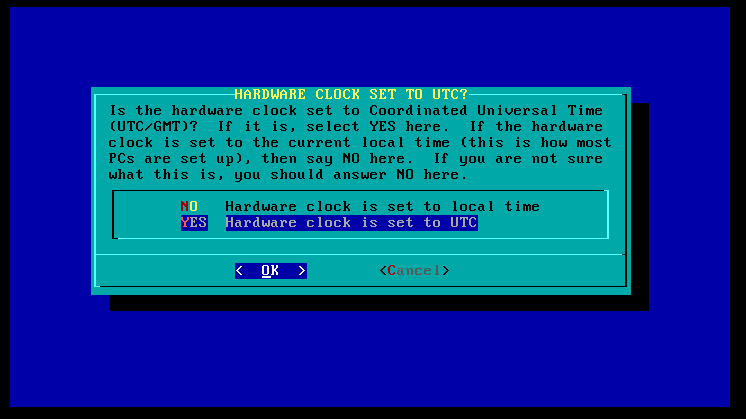 HARDWARE CLOCK SET TO UTC?
Is the hardware clock set to Coordinated Universal Time
(UTC/GMT)?  If it is, select YES here.  If the hardware
clock is set to the current local time (this is how most
PCs are set up), then say NO here.  If you are not sure
what this is, you should answer NO here.
NO   Hardware clock is set to local time
YES  Hardware clock is set to UTC
<  OK  >        <Cancel>